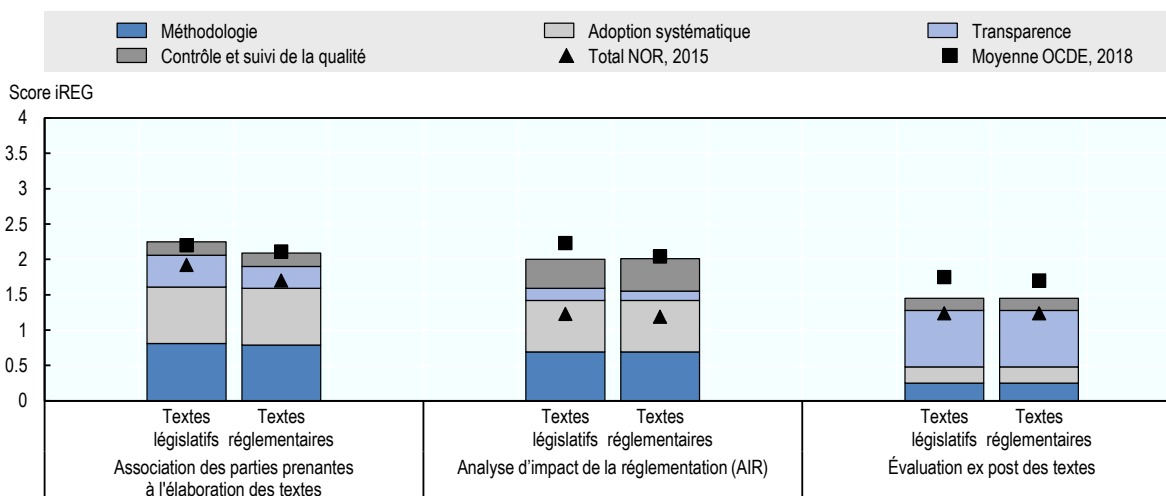 Méthodologie
Adoption systématique
Transparence
Contrôle et suivi de la qualité
Total NOR, 2015
Moyenne OCDE, 2018
Score iREG
4
3.5
3
2.5
2
1.5
1
0.5
0
Textes
législatifs
Textes
réglementaires
Textes
législatifs
Textes
réglementaires
Textes
législatifs
Textes
réglementaires
Association des parties prenantes
à l'élaboration des textes
Analyse d'impact de la réglementation (AIR)
Évaluation ex post des textes